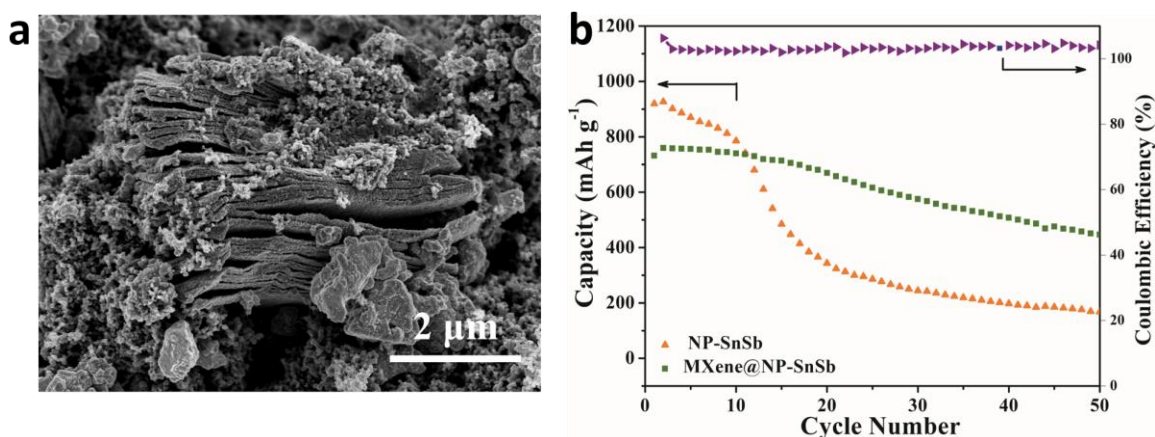 a
2 μm
b
1200
1000
800
600
400
200
0
Capacity (mAh g⁻¹)
NP-SnSb
MXene@NP-SnSb
0
10
20
30
40
50
Cycle Number
100
80
60
40
20
0
Coulombic Efficiency (%)